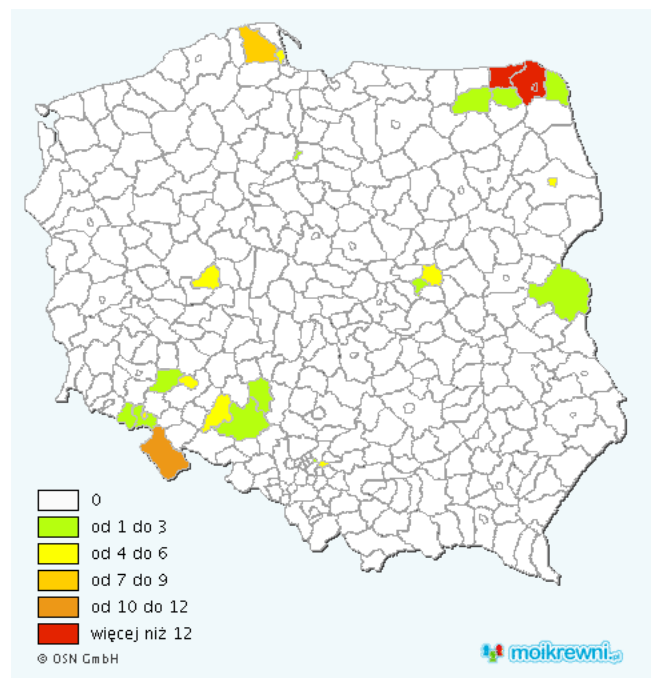 0
od 1 do 3
od 4 do 6
od 7 do 9
od 10 do 12
więcej niż 12
© OSN GmbH
moikrewni.pl